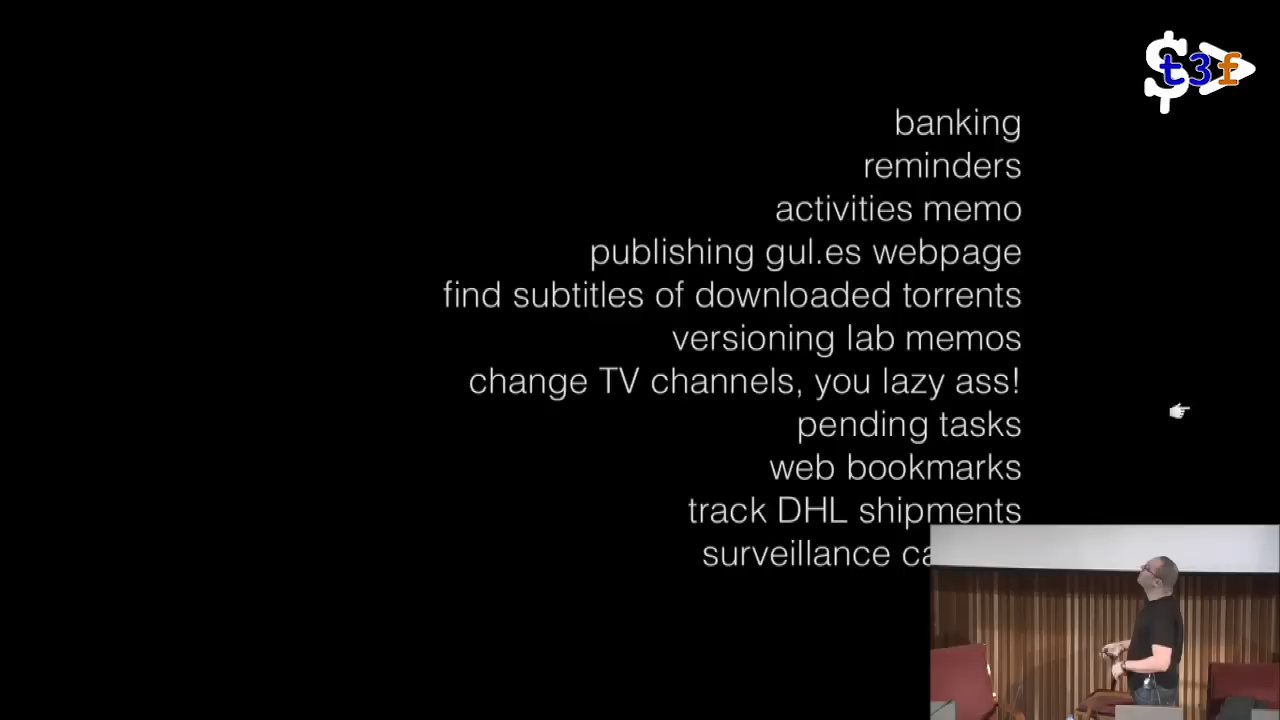 $t3f
banking
reminders
activities memo
publishing gul.es webpage
find subtitles of downloaded torrents
versioning lab memos
change TV channels, you lazy ass!
pending tasks
web bookmarks
track DHL shipments
surveillance